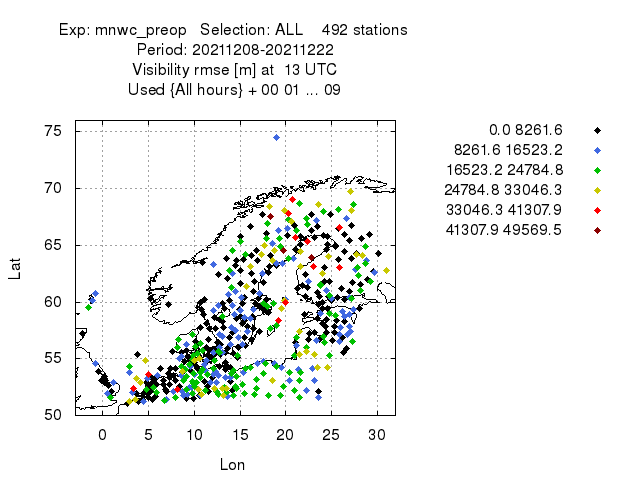 Exp: mnwc_preop   Selection: ALL    492 stations
Period: 20211208-20211222
Visibility rmse [m] at  13 UTC
Used {All hours} + 00 01 ... 09
0.0 8261.6
8261.6 16523.2
16523.2 24784.8
24784.8 33046.3
33046.3 41307.9
41307.9 49569.5
75
70
65
60
55
50
Lat
0 5 10 15 20 25 30
Lon